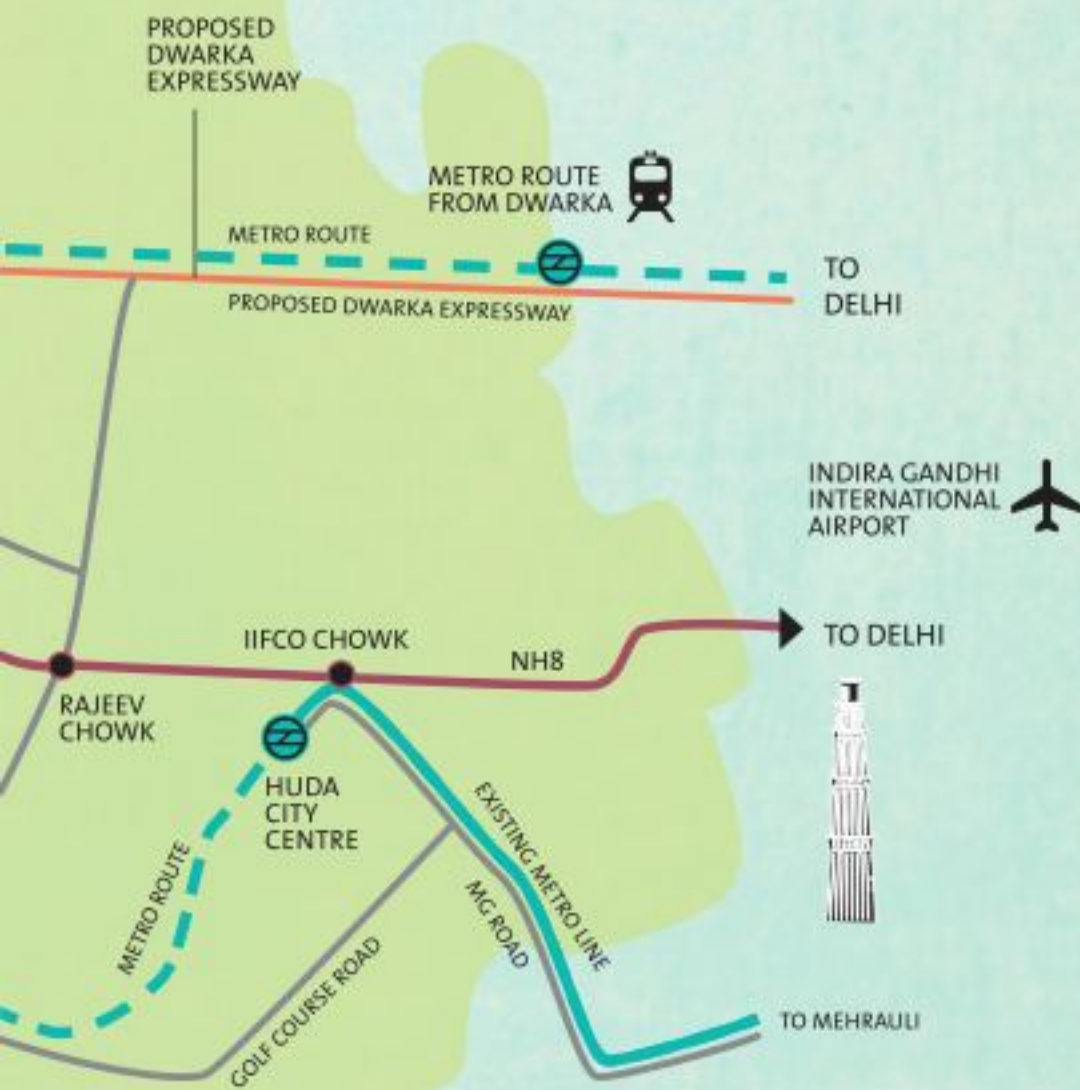 PROPOSED
DWARKA
EXPRESSWAY
METRO ROUTE
FROM DWARKA
METRO ROUTE
TO
DELHI
PROPOSED DWARKA EXPRESSWAY
INDIRA GANDHI
INTERNATIONAL
AIRPORT
IIFCO CHOWK
NH8
TO DELHI
RAJEEV
CHOWK
HUDA
CITY
CENTRE
EXISTING METRO LINE
METRO ROUTE
MG ROAD
GOLF COURSE ROAD
TO MEHRAULI